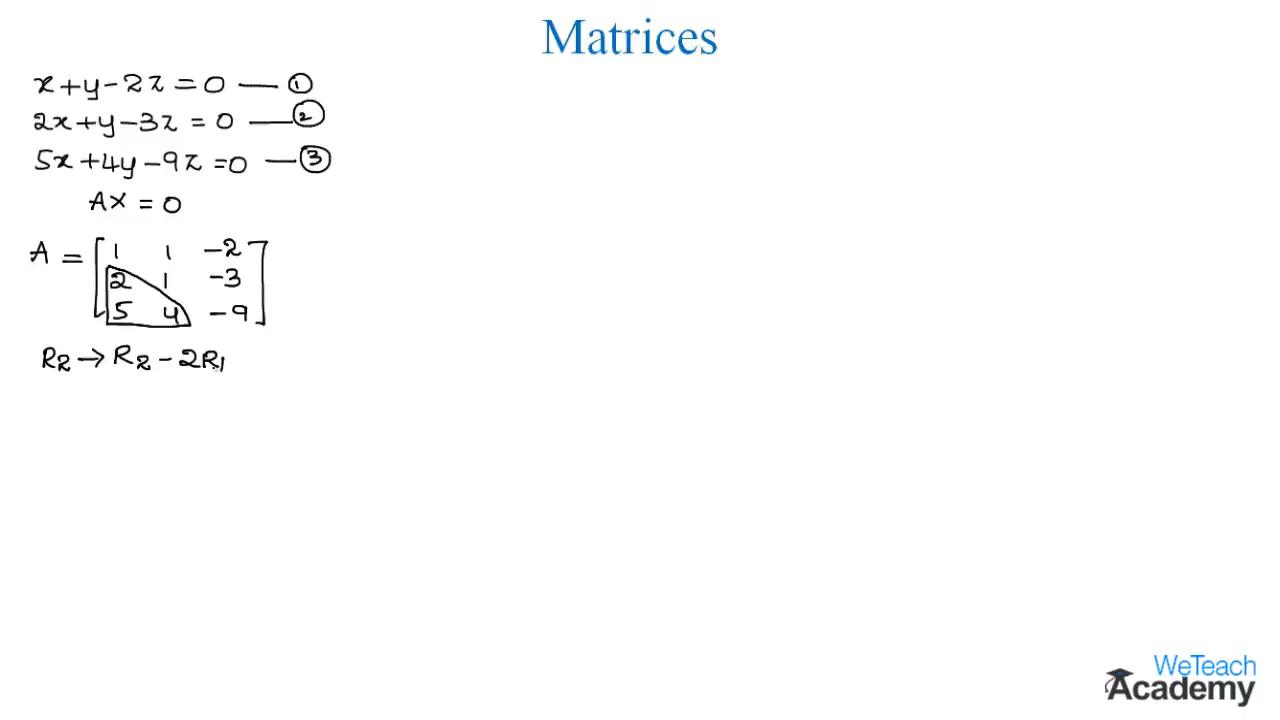 Matrices
x+y-2z=0 — ①
2x+y-3z=0 — ②
5x+4y-9z=0 — ③
AX=0
A = [1 1 -2
2 1 -3
5 4 -9]
R2→R2-2R1
WeTeach
Academy